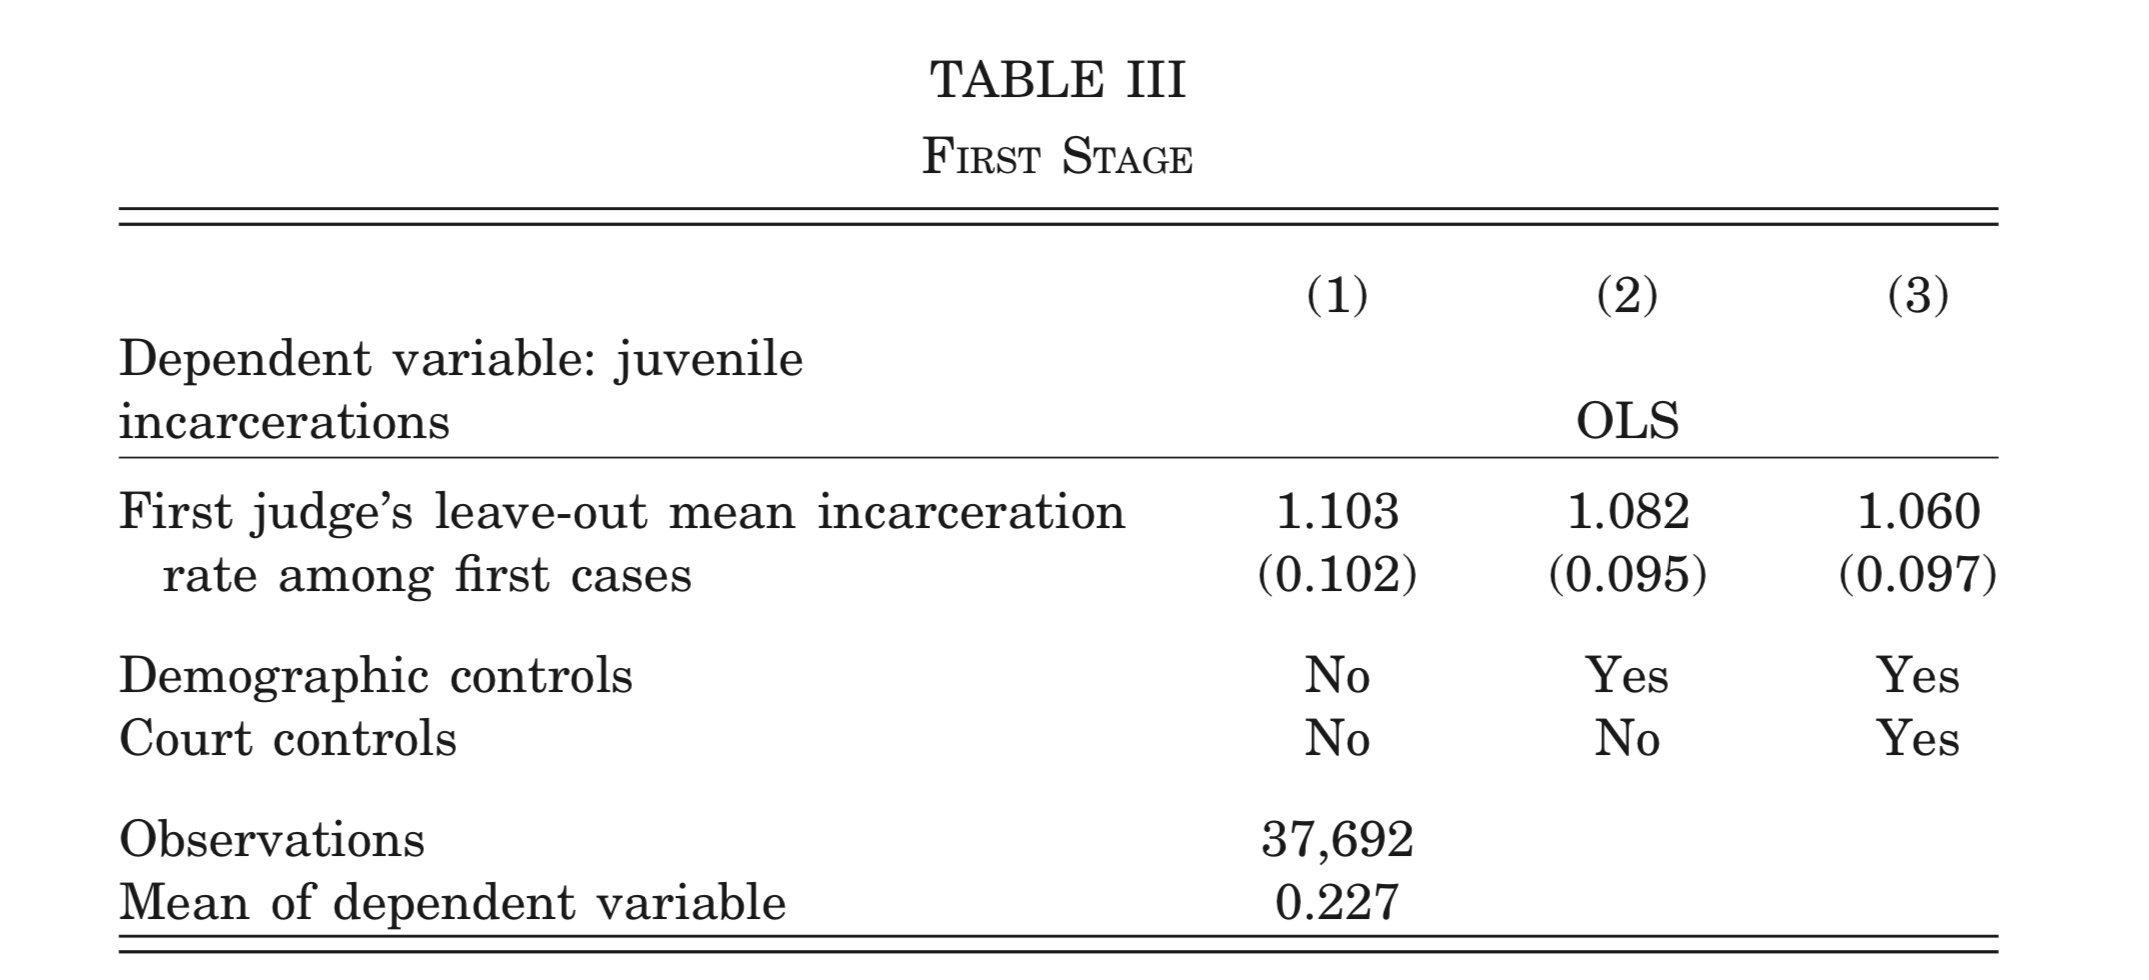 TABLE III
FIRST STAGE
(1) (2) (3)
Dependent variable: juvenile
incarcerations OLS
First judge’s leave-out mean incarceration 1.103 1.082 1.060
rate among first cases (0.102) (0.095) (0.097)
Demographic controls No Yes Yes
Court controls No No Yes
Observations 37,692
Mean of dependent variable 0.227